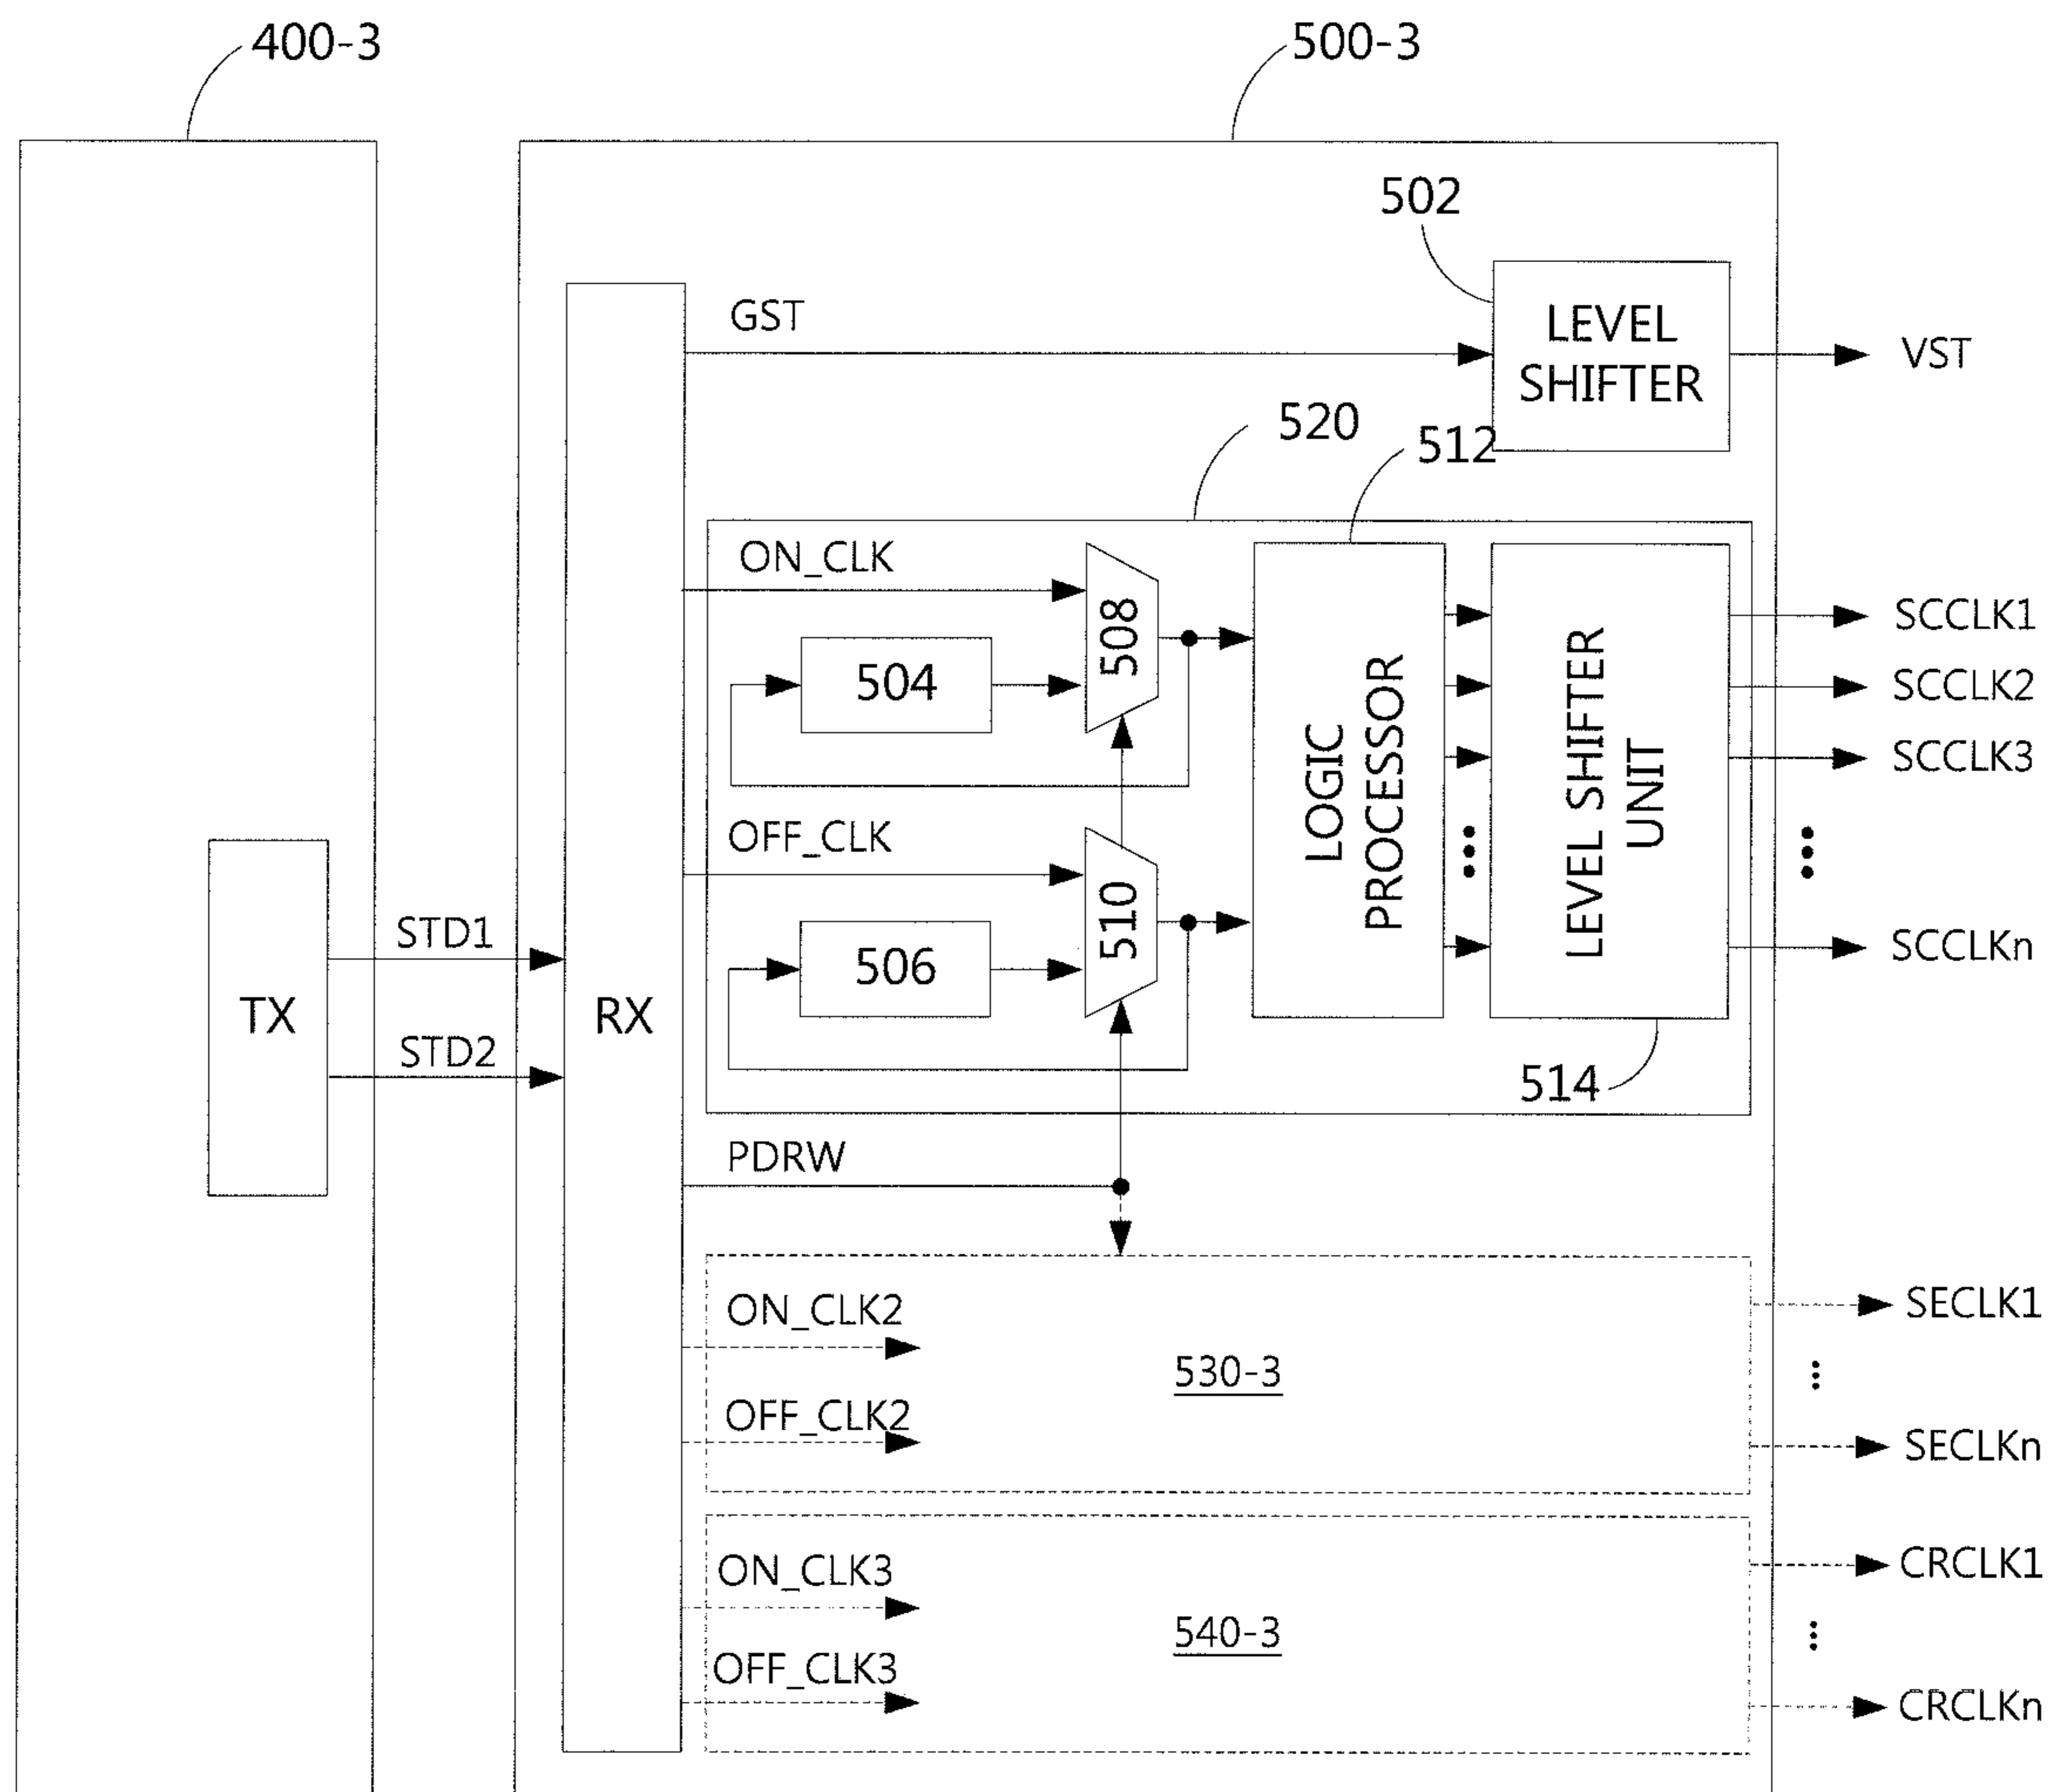 400-3
500-3
502
GST
LEVEL
SHIFTER
VST
520
512
ON_CLK
508
504
SCCLK1
SCCLK2
SCCLK3
LOGIC
PROCESSOR
LEVEL SHIFTER
UNIT
OFF_CLK
510
506
SCCLKn
STD1
TX
RX
STD2
514
PDRW
ON_CLK2
SECLK1
530-3
OFF_CLK2
SECLKn
ON_CLK3
CRCLK1
540-3
OFF_CLK3
CRCLKn